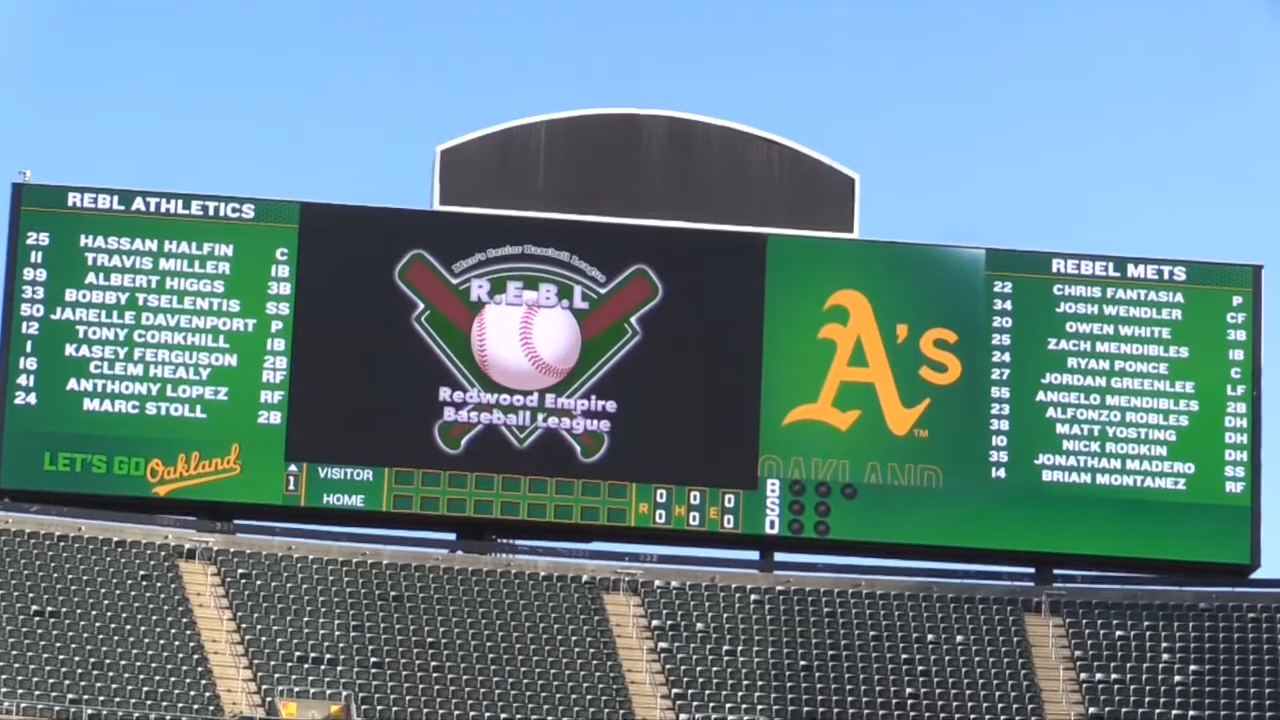 REBL ATHLETICS
25 HASSAN HALFIN C
11 TRAVIS MILLER 1B
99 ALBERT HIGGS 3B
33 BOBBY TSELENTIS SS
50 JARELLE DAVENPORT P
12 TONY CORKHILL 1B
1 KASEY FERGUSON 2B
16 CLEM HEALY RF
41 ANTHONY LOPEZ RF
24 MARC STOLL 2B
LET'S GO Oakland
Men's Senior Baseball League
R.E.B.L
Redwood Empire
Baseball League
A's
TM
OAKLAND
REBEL METS
22 CHRIS FANTASIA P
34 JOSH WENDLER CF
20 OWEN WHITE 3B
25 ZACH MENDIBLES 1B
24 RYAN PONCE C
27 JORDAN GREENLEE LF
55 ANGELO MENDIBLES 2B
23 ALFONZO ROBLES DH
38 MATT YOSTING DH
10 NICK RODKIN DH
35 JONATHAN MADERO SS
14 BRIAN MONTANEZ RF
1
VISITOR
HOME
R 0 H 0 E 0
0 0 0
B
S
O